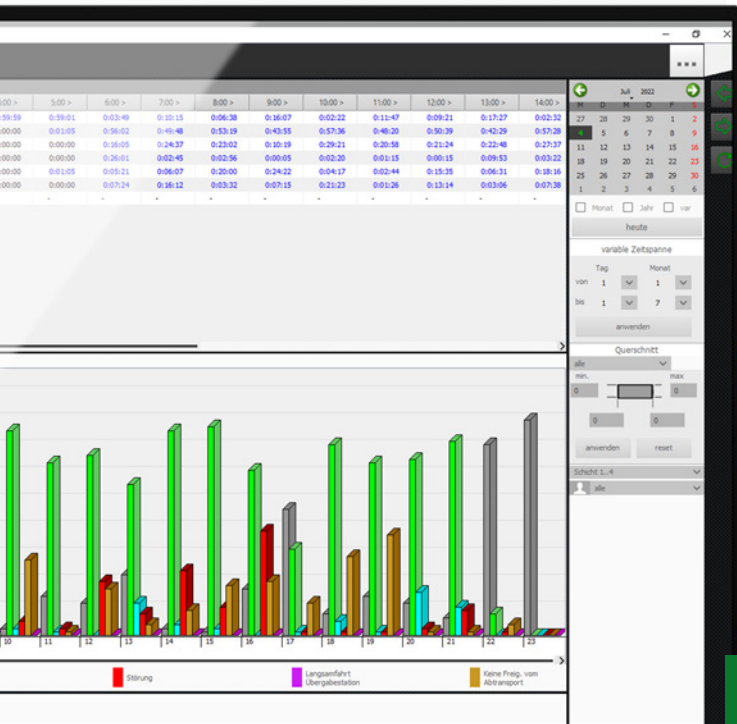 ...
:00 > 5:00 > 6:00 > 7:00 > 8:00 > 9:00 > 10:00 > 11:00 > 12:00 > 13:00 > 14:00 >
:59:59 0:59:01 0:03:49 0:10:15 0:06:38 0:16:07 0:02:22 0:11:47 0:09:21 0:17:27 0:02:32
:00:00 0:01:05 0:56:02 0:49:48 0:53:19 0:43:55 0:57:36 0:48:20 0:50:39 0:42:29 0:57:28
:00:00 0:00:00 0:16:05 0:24:37 0:23:02 0:10:19 0:29:21 0:20:58 0:21:24 0:22:48 0:27:37
:00:00 0:00:00 0:26:01 0:02:45 0:02:56 0:00:05 0:02:20 0:01:15 0:00:15 0:09:53 0:03:22
:00:00 0:01:05 0:05:21 0:06:07 0:20:00 0:24:22 0:04:17 0:02:44 0:15:35 0:06:31 0:18:16
:00:00 0:00:00 0:07:24 0:16:12 0:03:32 0:07:15 0:21:23 0:01:26 0:13:14 0:03:06 0:07:38
- - - - - - - - - - -
Juli 2022
M D M D F S
27 28 29 30 1 2
4 5 6 7 8 9
11 12 13 14 15 16
18 19 20 21 22 23
25 26 27 28 29 30
1 2 3 4 5 6
Monat Jahr var
heute
variable Zeitspanne
Tag Monat
von 1 1
bis 1 7
anwenden
Querschnitt
alle
min. max
0 0
0 0
anwenden reset
Schicht 1..4
alle
10 11 12 13 14 15 16 17 18 19 20 21 22 23
Störung
Langsamfahrt
Übergabestation
Keine Freig. vom
Abtransport